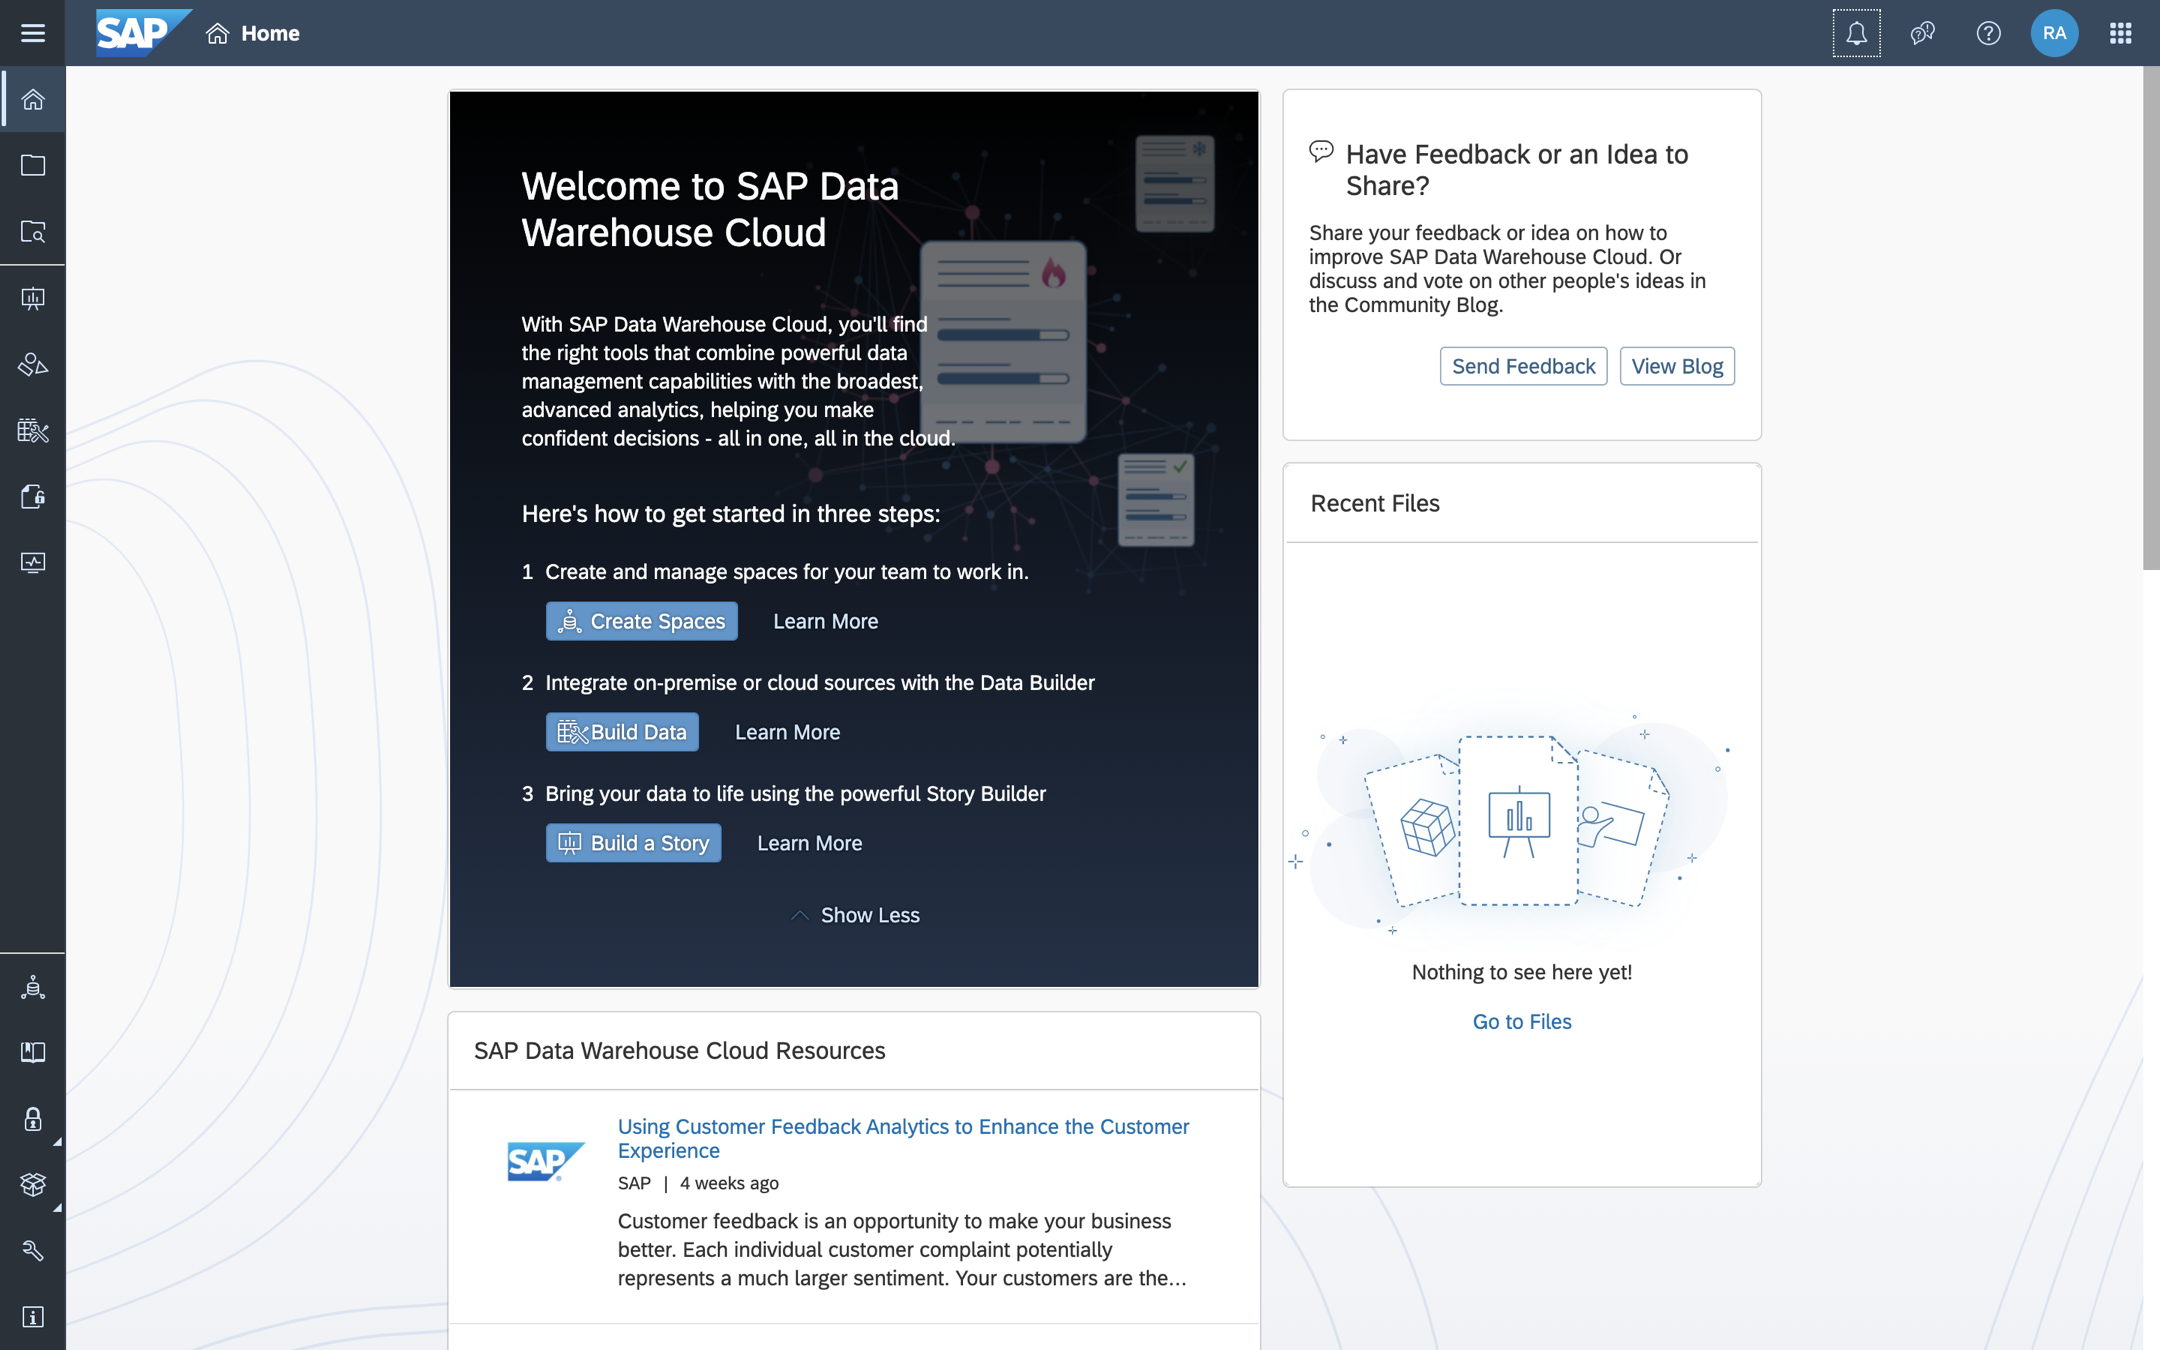 SAP Home
RA
Welcome to SAP Data
Warehouse Cloud
With SAP Data Warehouse Cloud, you'll find
the right tools that combine powerful data
management capabilities with the broadest,
advanced analytics, helping you make
confident decisions - all in one, all in the cloud.
Here's how to get started in three steps:
1 Create and manage spaces for your team to work in.
Create Spaces Learn More
2 Integrate on-premise or cloud sources with the Data Builder
Build Data Learn More
3 Bring your data to life using the powerful Story Builder
Build a Story Learn More
Show Less
SAP Data Warehouse Cloud Resources
SAP
Using Customer Feedback Analytics to Enhance the Customer
Experience
SAP | 4 weeks ago
Customer feedback is an opportunity to make your business
better. Each individual customer complaint potentially
represents a much larger sentiment. Your customers are the...
Have Feedback or an Idea to
Share?
Share your feedback or idea on how to
improve SAP Data Warehouse Cloud. Or
discuss and vote on other people's ideas in
the Community Blog.
Send Feedback View Blog
Recent Files
Nothing to see here yet!
Go to Files